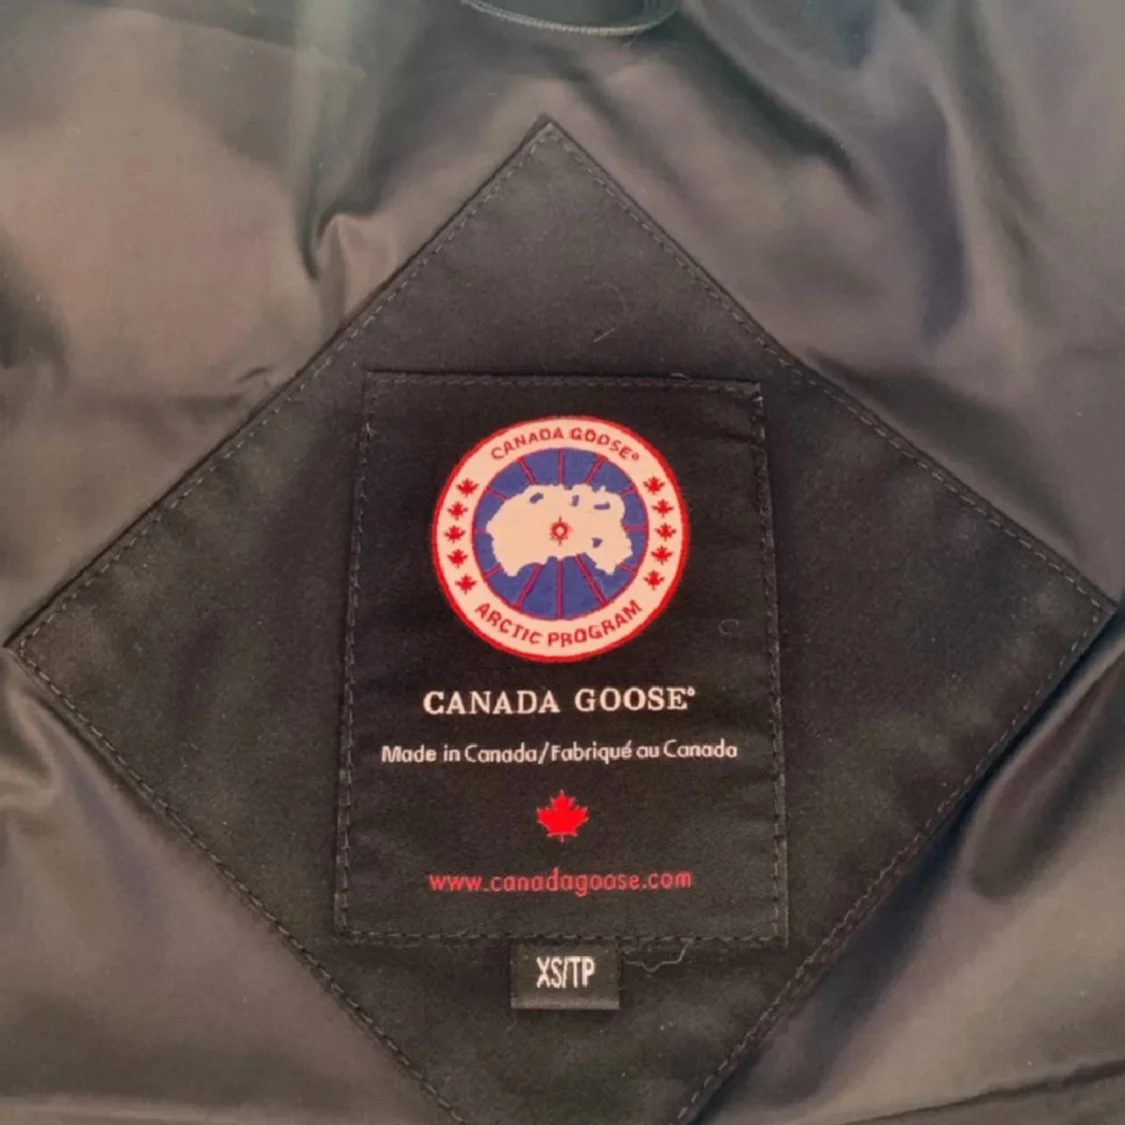 CANADA GOOSE®
ARCTIC PROGRAM
CANADA GOOSE®
Made in Canada/Fabriqué au Canada
www.canadagoose.com
XS/TP